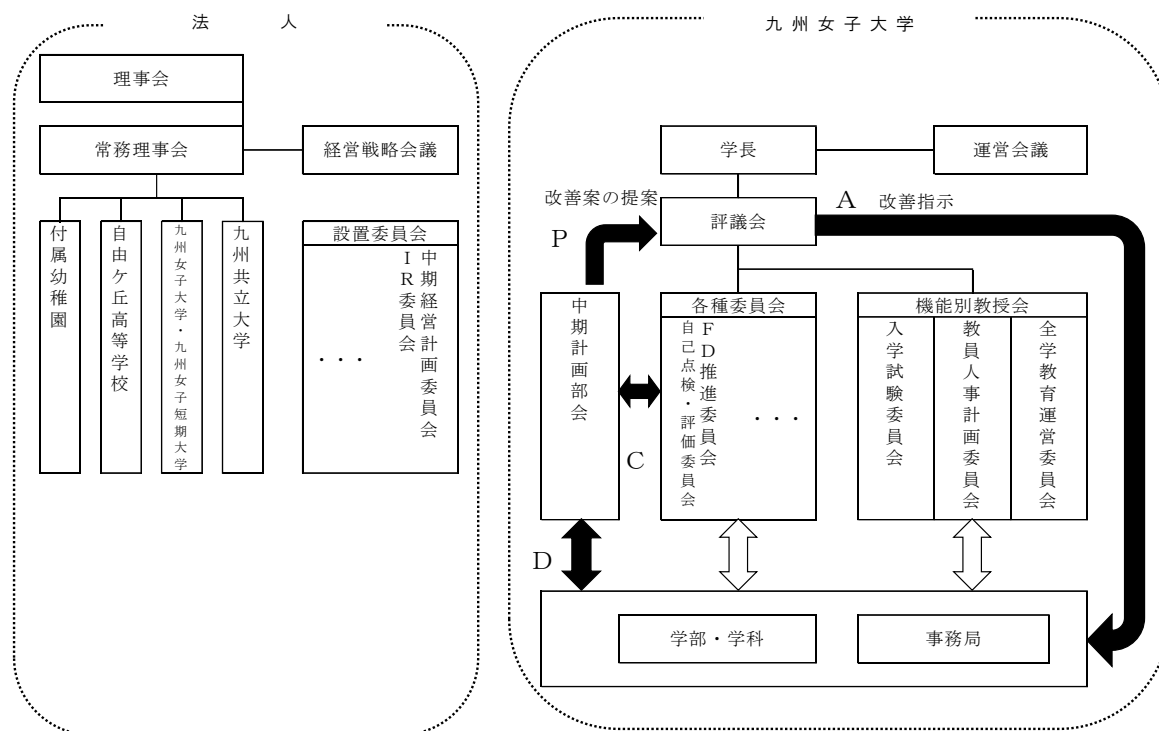 法 人
理事会
常務理事会
経営戦略会議
付属幼稚園
自由ケ丘高等学校
九州女子大学・九州女子短期大学
九州共立大学
設置委員会
中期経営計画委員会
IR委員会
・・・
九州女子大学
学長
運営会議
改善案の提案
P
評議会
A 改善指示
中期計画部会
各種委員会
FD推進委員会
自己点検・評価委員会
・・・
C
機能別教授会
全学教育運営委員会
教員人事計画委員会
入学試験委員会
D
学部・学科
事務局